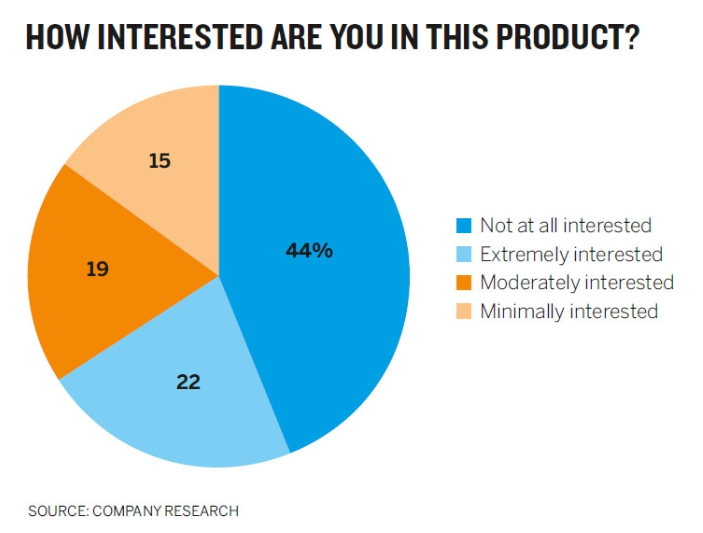 HOW INTERESTED ARE YOU IN THIS PRODUCT?
15
44%
19
22
Not at all interested
Extremely interested
Moderately interested
Minimally interested
SOURCE: COMPANY RESEARCH